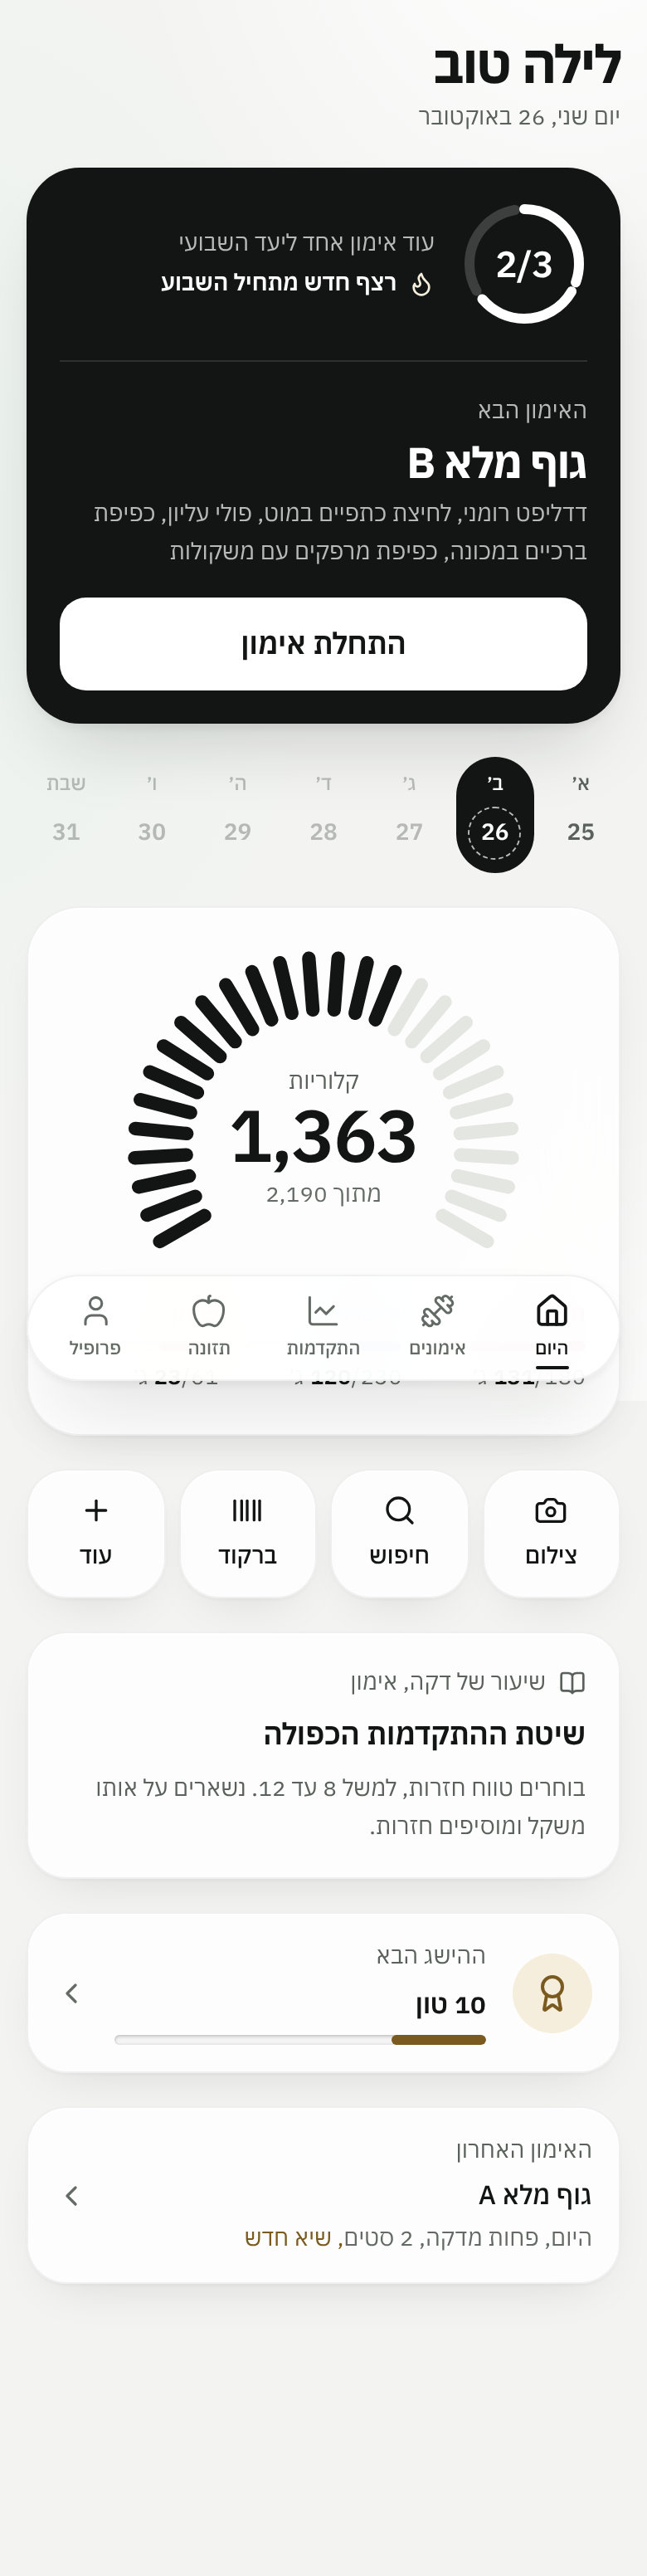 לילה טוב
יום שני, 26 באוקטובר
2/3
עוד אימון אחד ליעד השבועי
רצף חדש מתחיל השבוע
האימון הבא
גוף מלא B
דדליפט רומני, לחיצת כתפיים במוט, פולי עליון, כפיפת
ברכיים במכונה, כפיפת מרפקים עם משקולות
התחלת אימון
א׳ ב׳ ג׳ ד׳ ה׳ ו׳ שבת
25 26 27 28 29 30 31
קלוריות
1,363
מתוך 2,190
היום אימונים התקדמות תזונה פרופיל
צילום חיפוש ברקוד עוד
שיעור של דקה, אימון
שיטת ההתקדמות הכפולה
בוחרים טווח חזרות, למשל 8 עד 12. נשארים על אותו
משקל ומוסיפים חזרות.
ההישג הבא
10 טון
האימון האחרון
גוף מלא A
היום, פחות מדקה, 2 סטים, שיא חדש